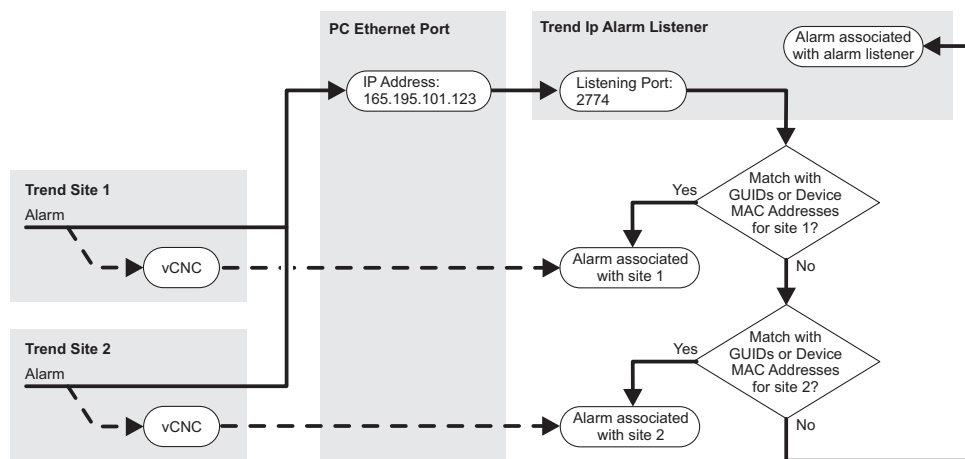 PC Ethernet Port
Trend Ip Alarm Listener
Alarm associated
with alarm listener
IP Address:
165.195.101.123
Listening Port:
2774
Trend Site 1
Alarm
vCNC
Yes
Match with
GUIDs or Device
MAC Addresses
for site 1?
Alarm associated
with site 1
No
Trend Site 2
Alarm
vCNC
Yes
Match with
GUIDs or Device
MAC Addresses
for site 2?
Alarm associated
with site 2
No